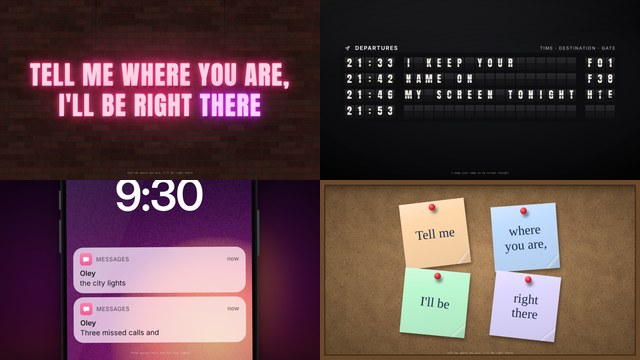 TELL ME WHERE YOU ARE,
I'LL BE RIGHT THERE
DEPARTURES
TIME · DESTINATION · GATE
21:33 I KEEP YOUR F01
21:42 NAME ON F38
21:46 MY SCREEN TONIGHT
21:53
9:30
MESSAGES now
Oley
the city lights
MESSAGES now
Oley
Three missed calls and
Tell me
where
you are,
I'll be
right
there